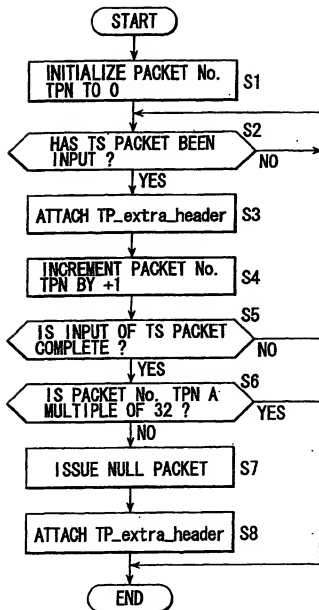 START
INITIALIZE PACKET No.
TPN TO 0
S1
S2
HAS TS PACKET BEEN
INPUT ?
NO
YES
ATTACH TP_extra_header
S3
INCREMENT PACKET No.
TPN BY +1
S4
S5
IS INPUT OF TS PACKET
COMPLETE ?
NO
YES
S6
IS PACKET No. TPN A
MULTIPLE OF 32 ?
YES
NO
ISSUE NULL PACKET
S7
ATTACH TP_extra_header
S8
END